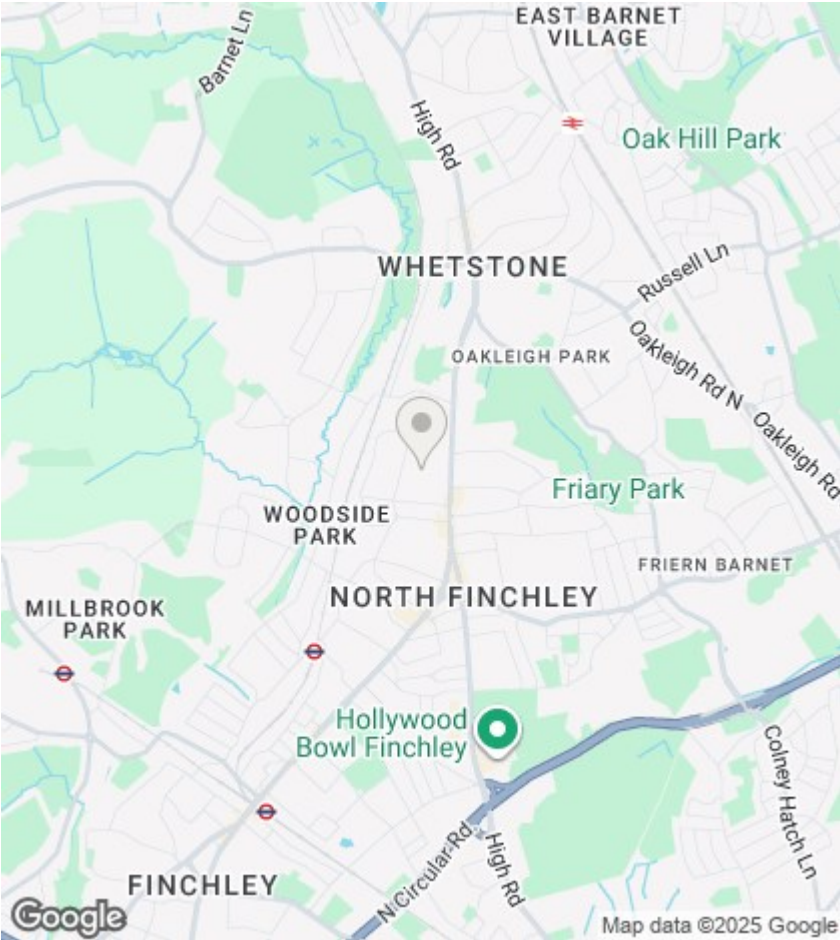 EAST BARNET
VILLAGE
Barnet Ln
High Rd
Oak Hill Park
WHETSTONE
Russell Ln
OAKLEIGH PARK
Oakleigh Rd N
Oakleigh Rd
Friary Park
WOODSIDE
PARK
FRIERN BARNET
NORTH FINCHLEY
MILLBROOK
PARK
Hollywood
Bowl Finchley
Colney Hatch Ln
N Circular Rd
High Rd
FINCHLEY
Google
Map data ©2025 Google